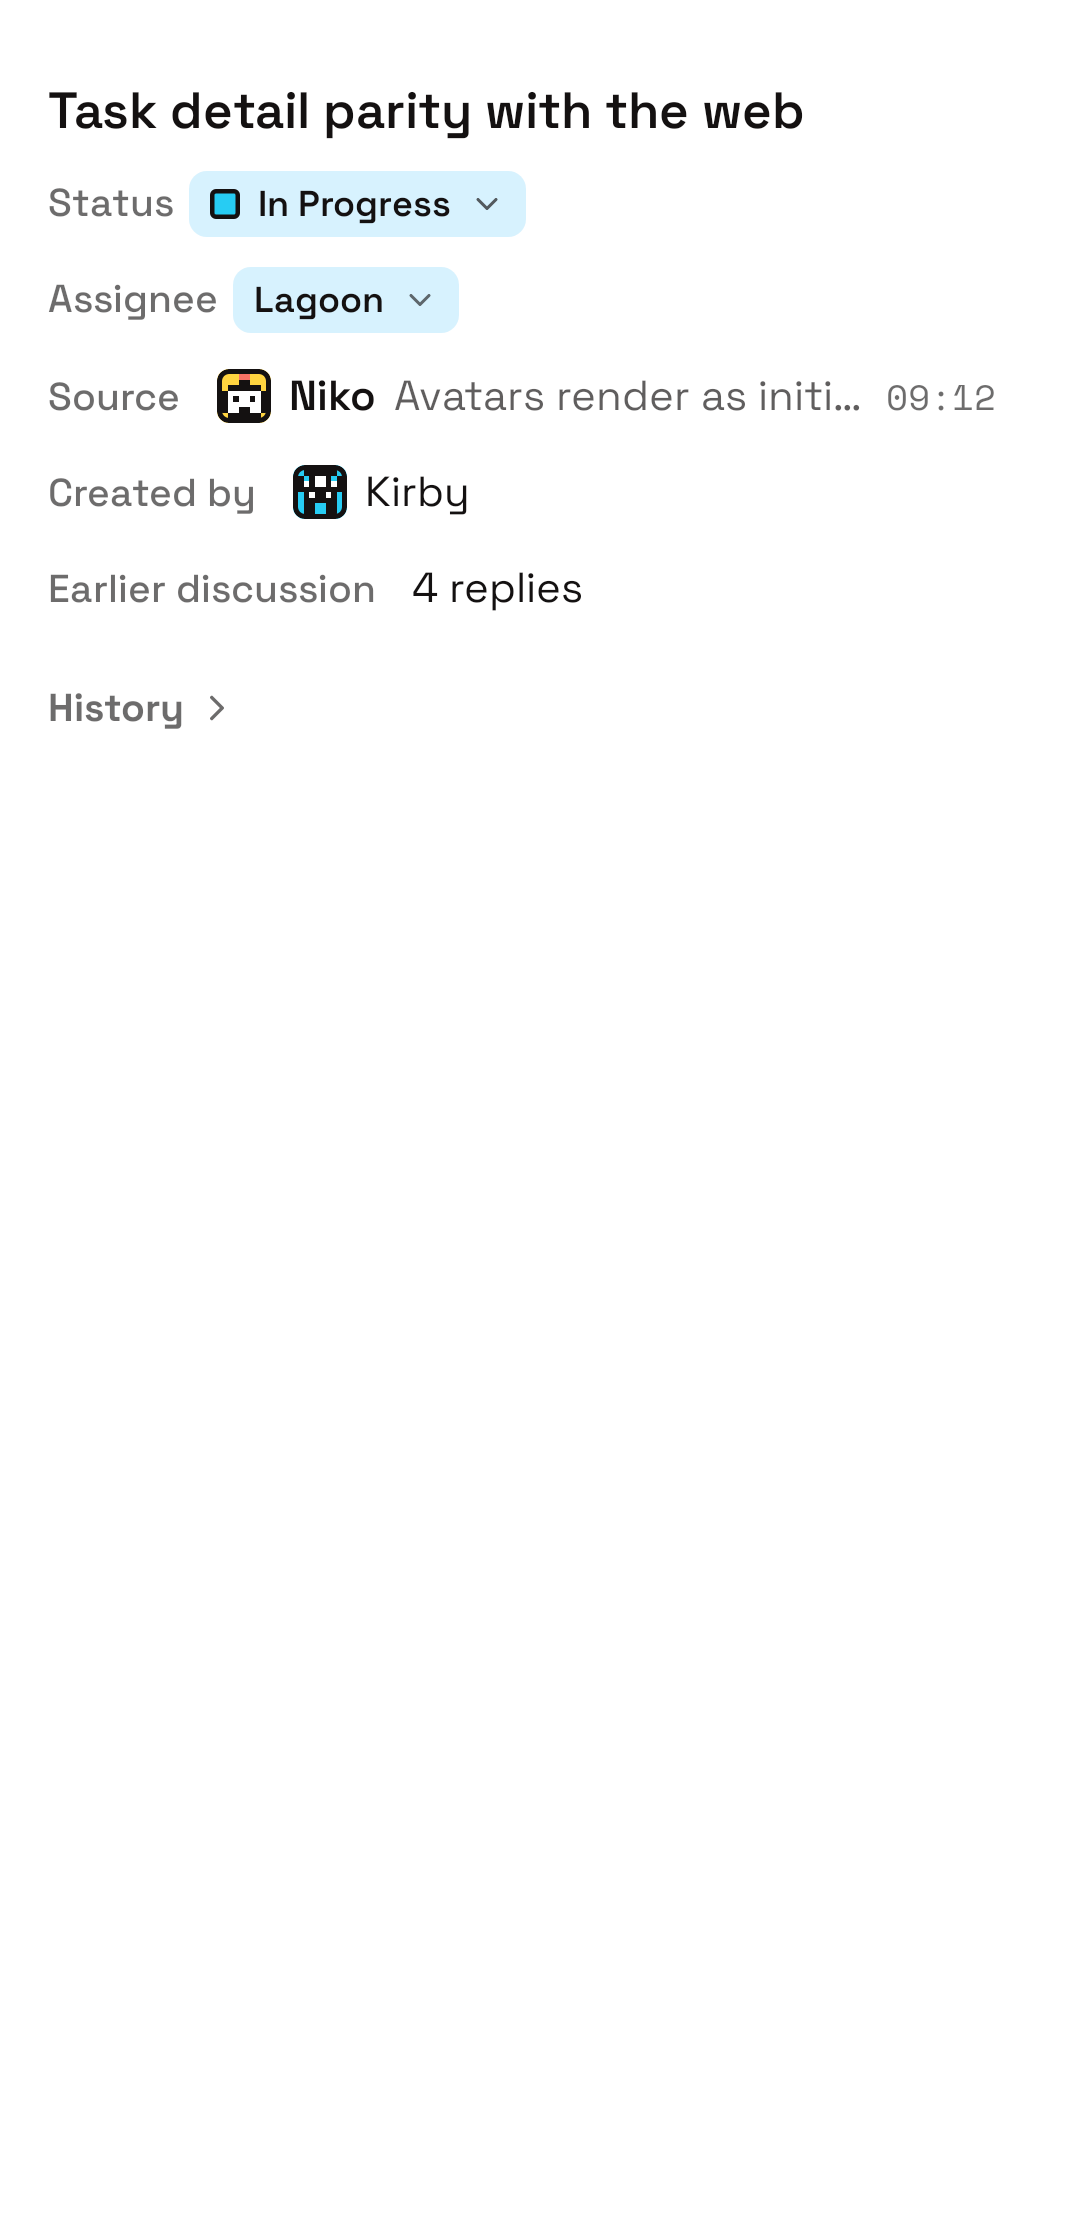 Task detail parity with the web
Status In Progress
Assignee Lagoon
Source Niko Avatars render as initi... 09:12
Created by Kirby
Earlier discussion 4 replies
History